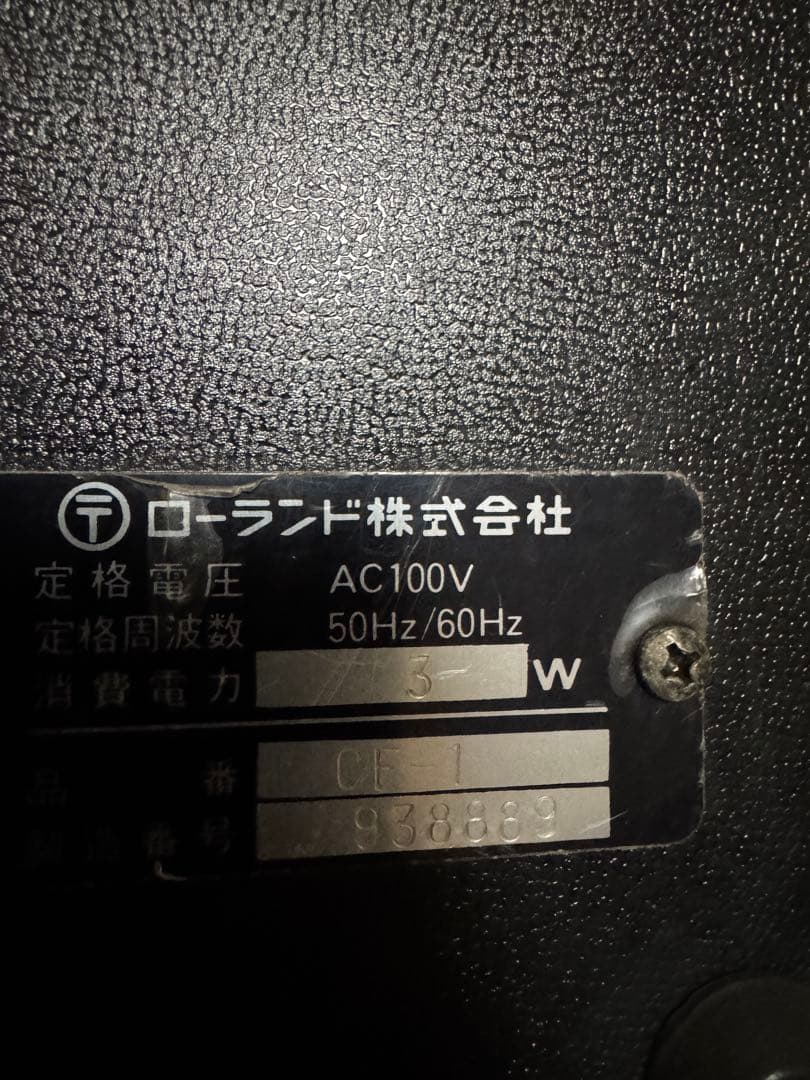 〒 ローランド株式会社
定格電圧 AC100V
定格周波数 50Hz/60Hz
消費電力 3 W
品番 CE-1
製造番号 938889